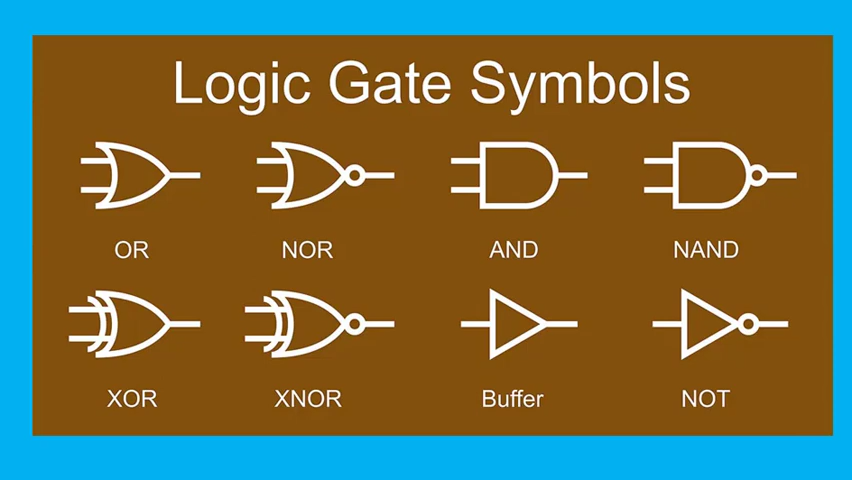 Logic Gate Symbols
OR NOR AND NAND
XOR XNOR Buffer NOT